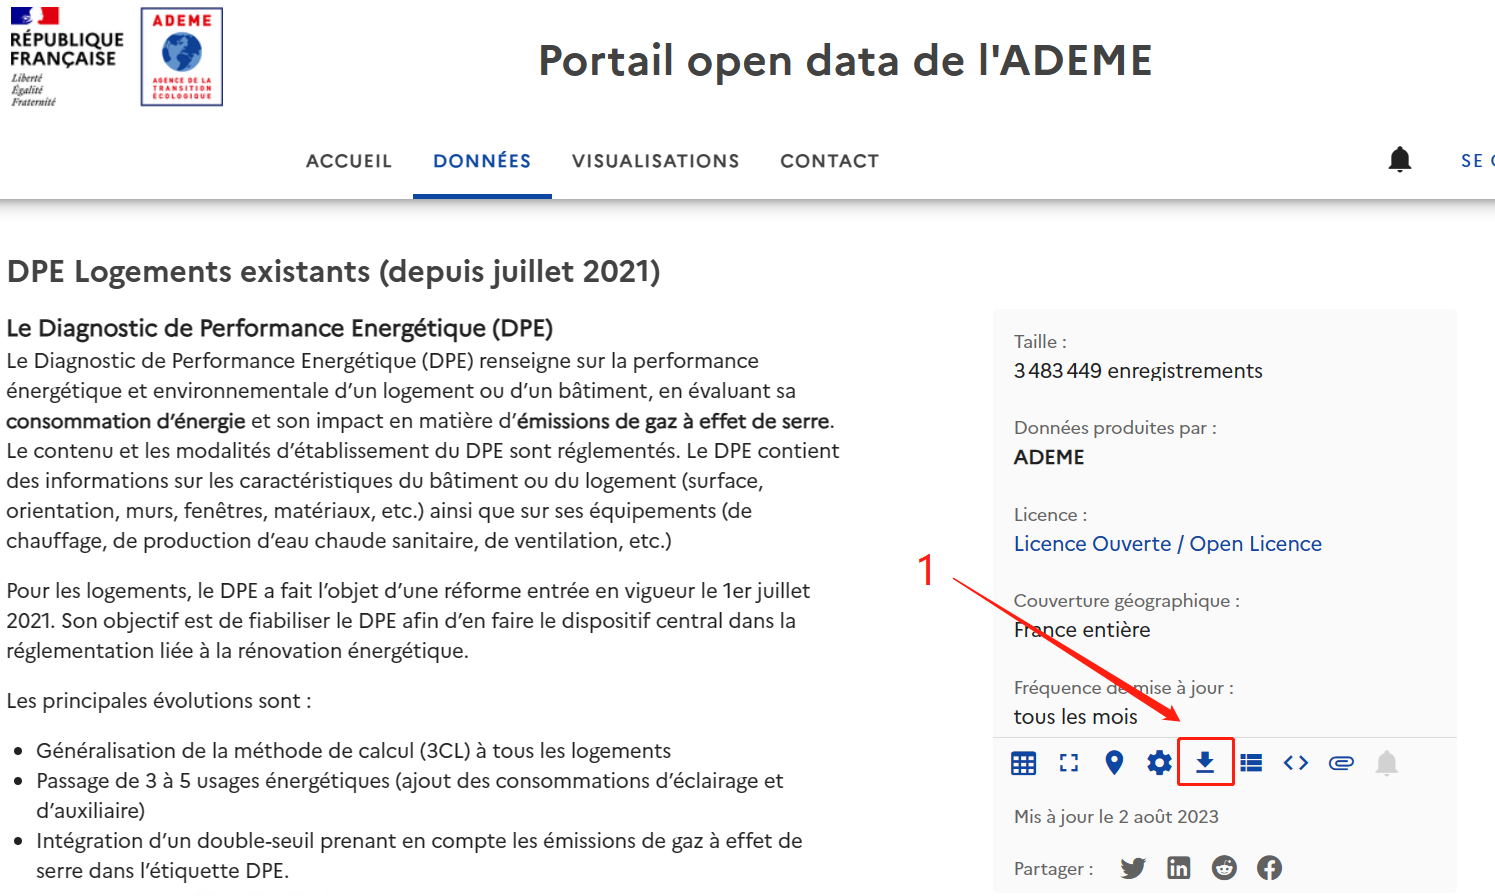 RÉPUBLIQUE
FRANÇAISE
Liberté
Égalité
Fraternité
ADEME
AGENCE DE LA
TRANSITION
ÉCOLOGIQUE
Portail open data de l'ADEME
ACCUEIL DONNÉES VISUALISATIONS CONTACT SE
DPE Logements existants (depuis juillet 2021)
Le Diagnostic de Performance Energétique (DPE)
Le Diagnostic de Performance Energétique (DPE) renseigne sur la performance
énergétique et environnementale d’un logement ou d’un bâtiment, en évaluant sa
consommation d’énergie et son impact en matière d’émissions de gaz à effet de serre.
Le contenu et les modalités d’établissement du DPE sont réglementés. Le DPE contient
des informations sur les caractéristiques du bâtiment ou du logement (surface,
orientation, murs, fenêtres, matériaux, etc.) ainsi que sur ses équipements (de
chauffage, de production d’eau chaude sanitaire, de ventilation, etc.)
Pour les logements, le DPE a fait l’objet d’une réforme entrée en vigueur le 1er juillet
2021. Son objectif est de fiabiliser le DPE afin d’en faire le dispositif central dans la
réglementation liée à la rénovation énergétique.
Les principales évolutions sont :
• Généralisation de la méthode de calcul (3CL) à tous les logements
• Passage de 3 à 5 usages énergétiques (ajout des consommations d’éclairage et
d’auxiliaire)
• Intégration d’un double-seuil prenant en compte les émissions de gaz à effet de
serre dans l’étiquette DPE.
Taille :
3 483 449 enregistrements
Données produites par :
ADEME
Licence :
Licence Ouverte / Open Licence
1
Couverture géographique :
France entière
Fréquence de mise à jour :
tous les mois
Mis à jour le 2 août 2023
Partager :